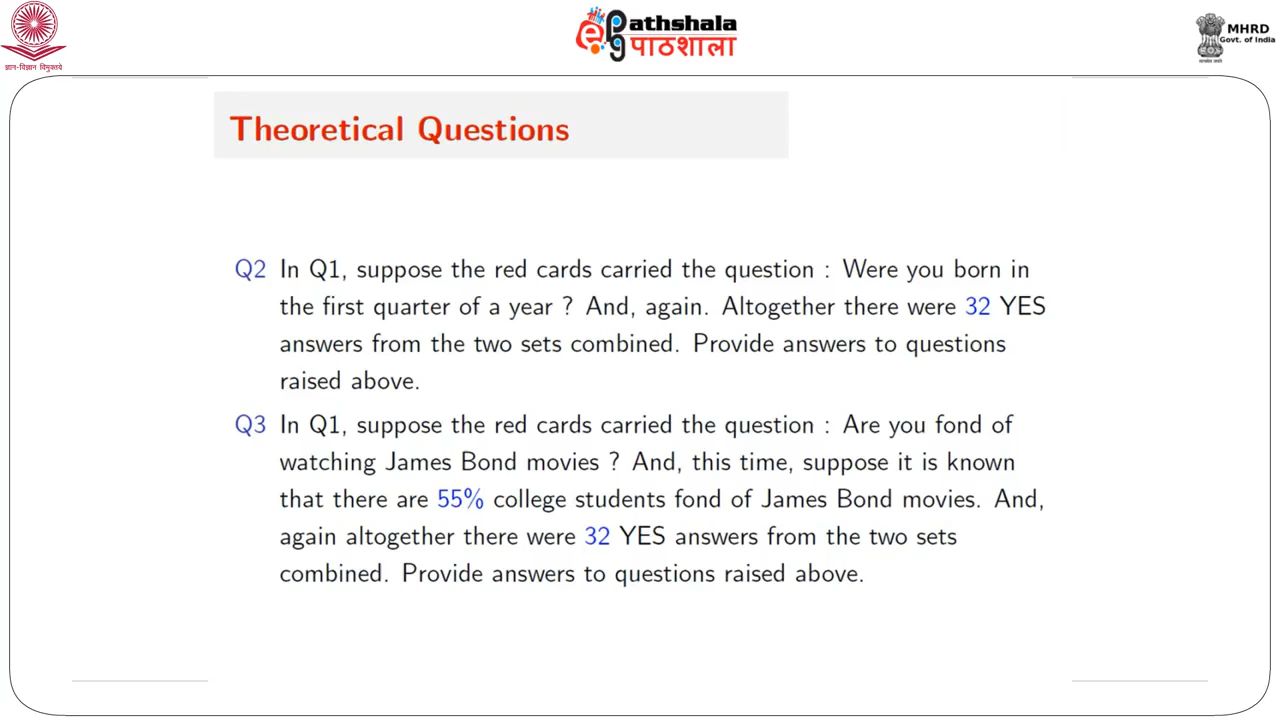 ज्ञान-विज्ञान विमुक्तये
ePG Pathshala
पाठशाला
MHRD
Govt. of India
सत्यमेव जयते
Theoretical Questions
Q2 In Q1, suppose the red cards carried the question : Were you born in
the first quarter of a year ? And, again. Altogether there were 32 YES
answers from the two sets combined. Provide answers to questions
raised above.
Q3 In Q1, suppose the red cards carried the question : Are you fond of
watching James Bond movies ? And, this time, suppose it is known
that there are 55% college students fond of James Bond movies. And,
again altogether there were 32 YES answers from the two sets
combined. Provide answers to questions raised above.